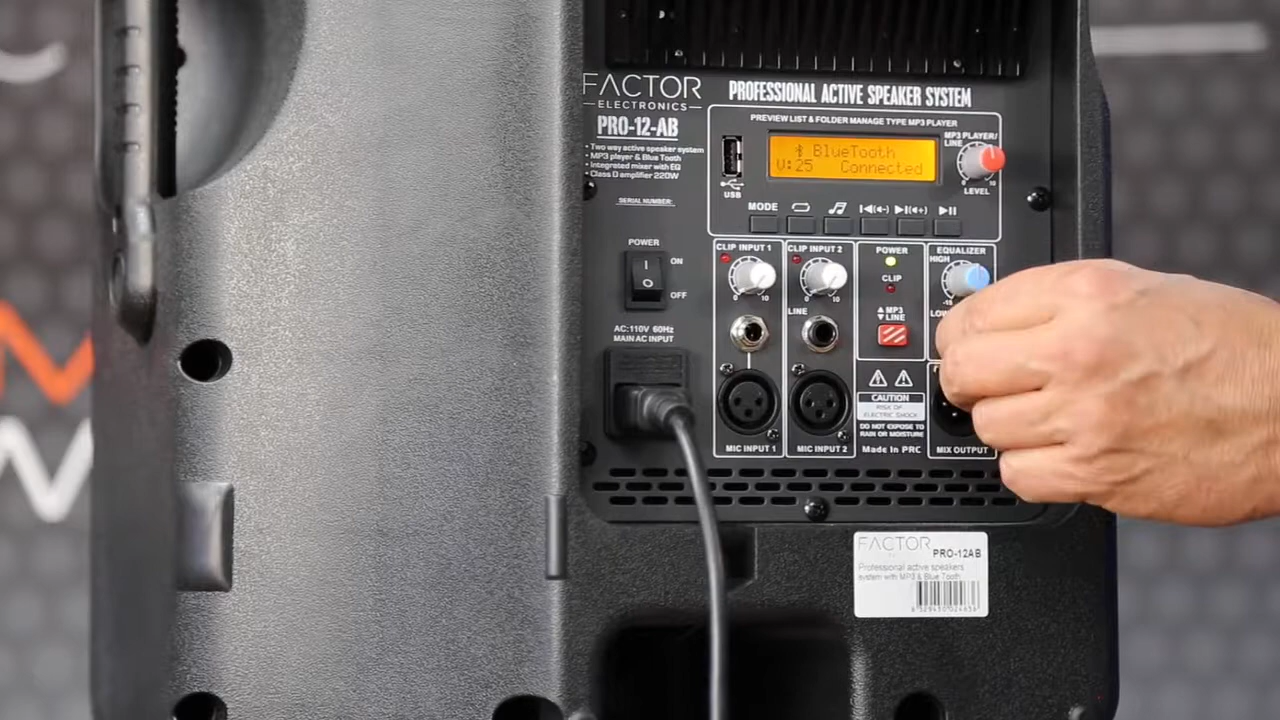 FACTOR
ELECTRONICS
PRO-12-AB
• Two way active speaker system
• MP3 player & Blue Tooth
• Integrated mixer with EQ
• Class D amplifier 220W
SERIAL NUMBER:
PROFESSIONAL ACTIVE SPEAKER SYSTEM
PREVIEW LIST & FOLDER MANAGE TYPE MP3 PLAYER
BlueTooth
V:25 Connected
USB
MP3 PLAYER/
LINE
0 10
LEVEL
MODE
POWER
ON
OFF
AC:110V 60Hz
MAIN AC INPUT
CLIP INPUT 1
0 10
MIC INPUT 1
CLIP INPUT 2
0 10
LINE
MIC INPUT 2
POWER
CLIP
MP3
LINE
CAUTION
RISK OF
ELECTRIC SHOCK
DO NOT EXPOSE TO
RAIN OR MOISTURE
Made in PRC
EQUALIZER
HIGH
-15
MIX OUTPUT
FACTOR PRO-12AB
Professional active speakers
system with MP3 & Blue Tooth